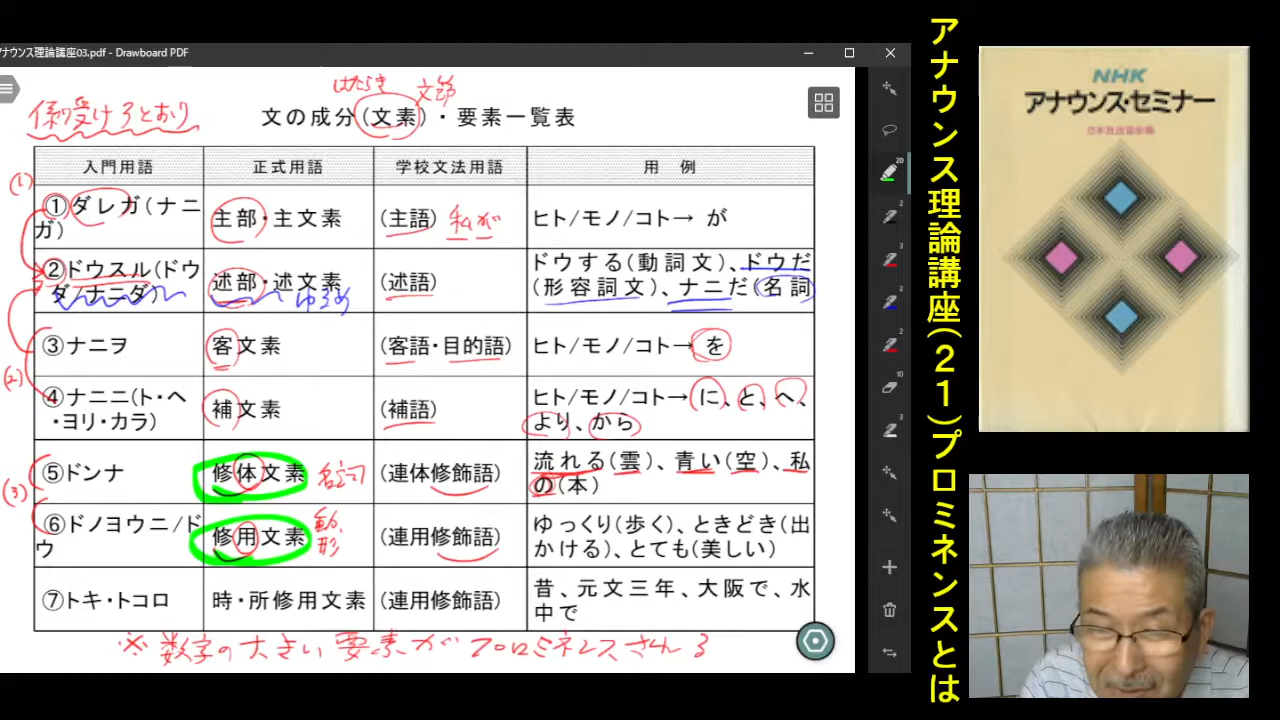 アナウンス理論講座03.pdf - Drawboard PDF
はたらき
文節
係り受けろとおり
文の成分(文素)・要素一覧表
入門用語 正式用語 学校文法用語 用例
(1)
①ダレガ(ナニガ) 主部・主文素 (主語) 私が ヒト/モノ/コト→ が
②ドウスル(ドウダ/ナニダ) 述部・述文素 (述語) ドウする(動詞文)、ドウだ(形容詞文)、ナニだ(名詞
ゆるめ
③ナニヲ 客文素 (客語・目的語) ヒト/モノ/コト→ を
(2)
④ナニニ(ト・ヘ・ヨリ・カラ) 補文素 (補語) ヒト/モノ/コト→ に、と、へ、より、から
(3)
⑤ドンナ 修体文素 名詞 (連体修飾語) 流れる(雲)、青い(空)、私の(本)
⑥ドノヨウニ/ドウ 修用文素 動、形 (連用修飾語) ゆっくり(歩く)、ときどき(出かける)、とても(美しい)
⑦トキ・トコロ 時・所修用文素 (連用修飾語) 昔、元文三年、大阪で、水中で
※数字の大きい要素がプロミネンスされる
アナウンス理論講座(21)プロミネンスとは
NHK
アナウンス・セミナー
日本放送協会編